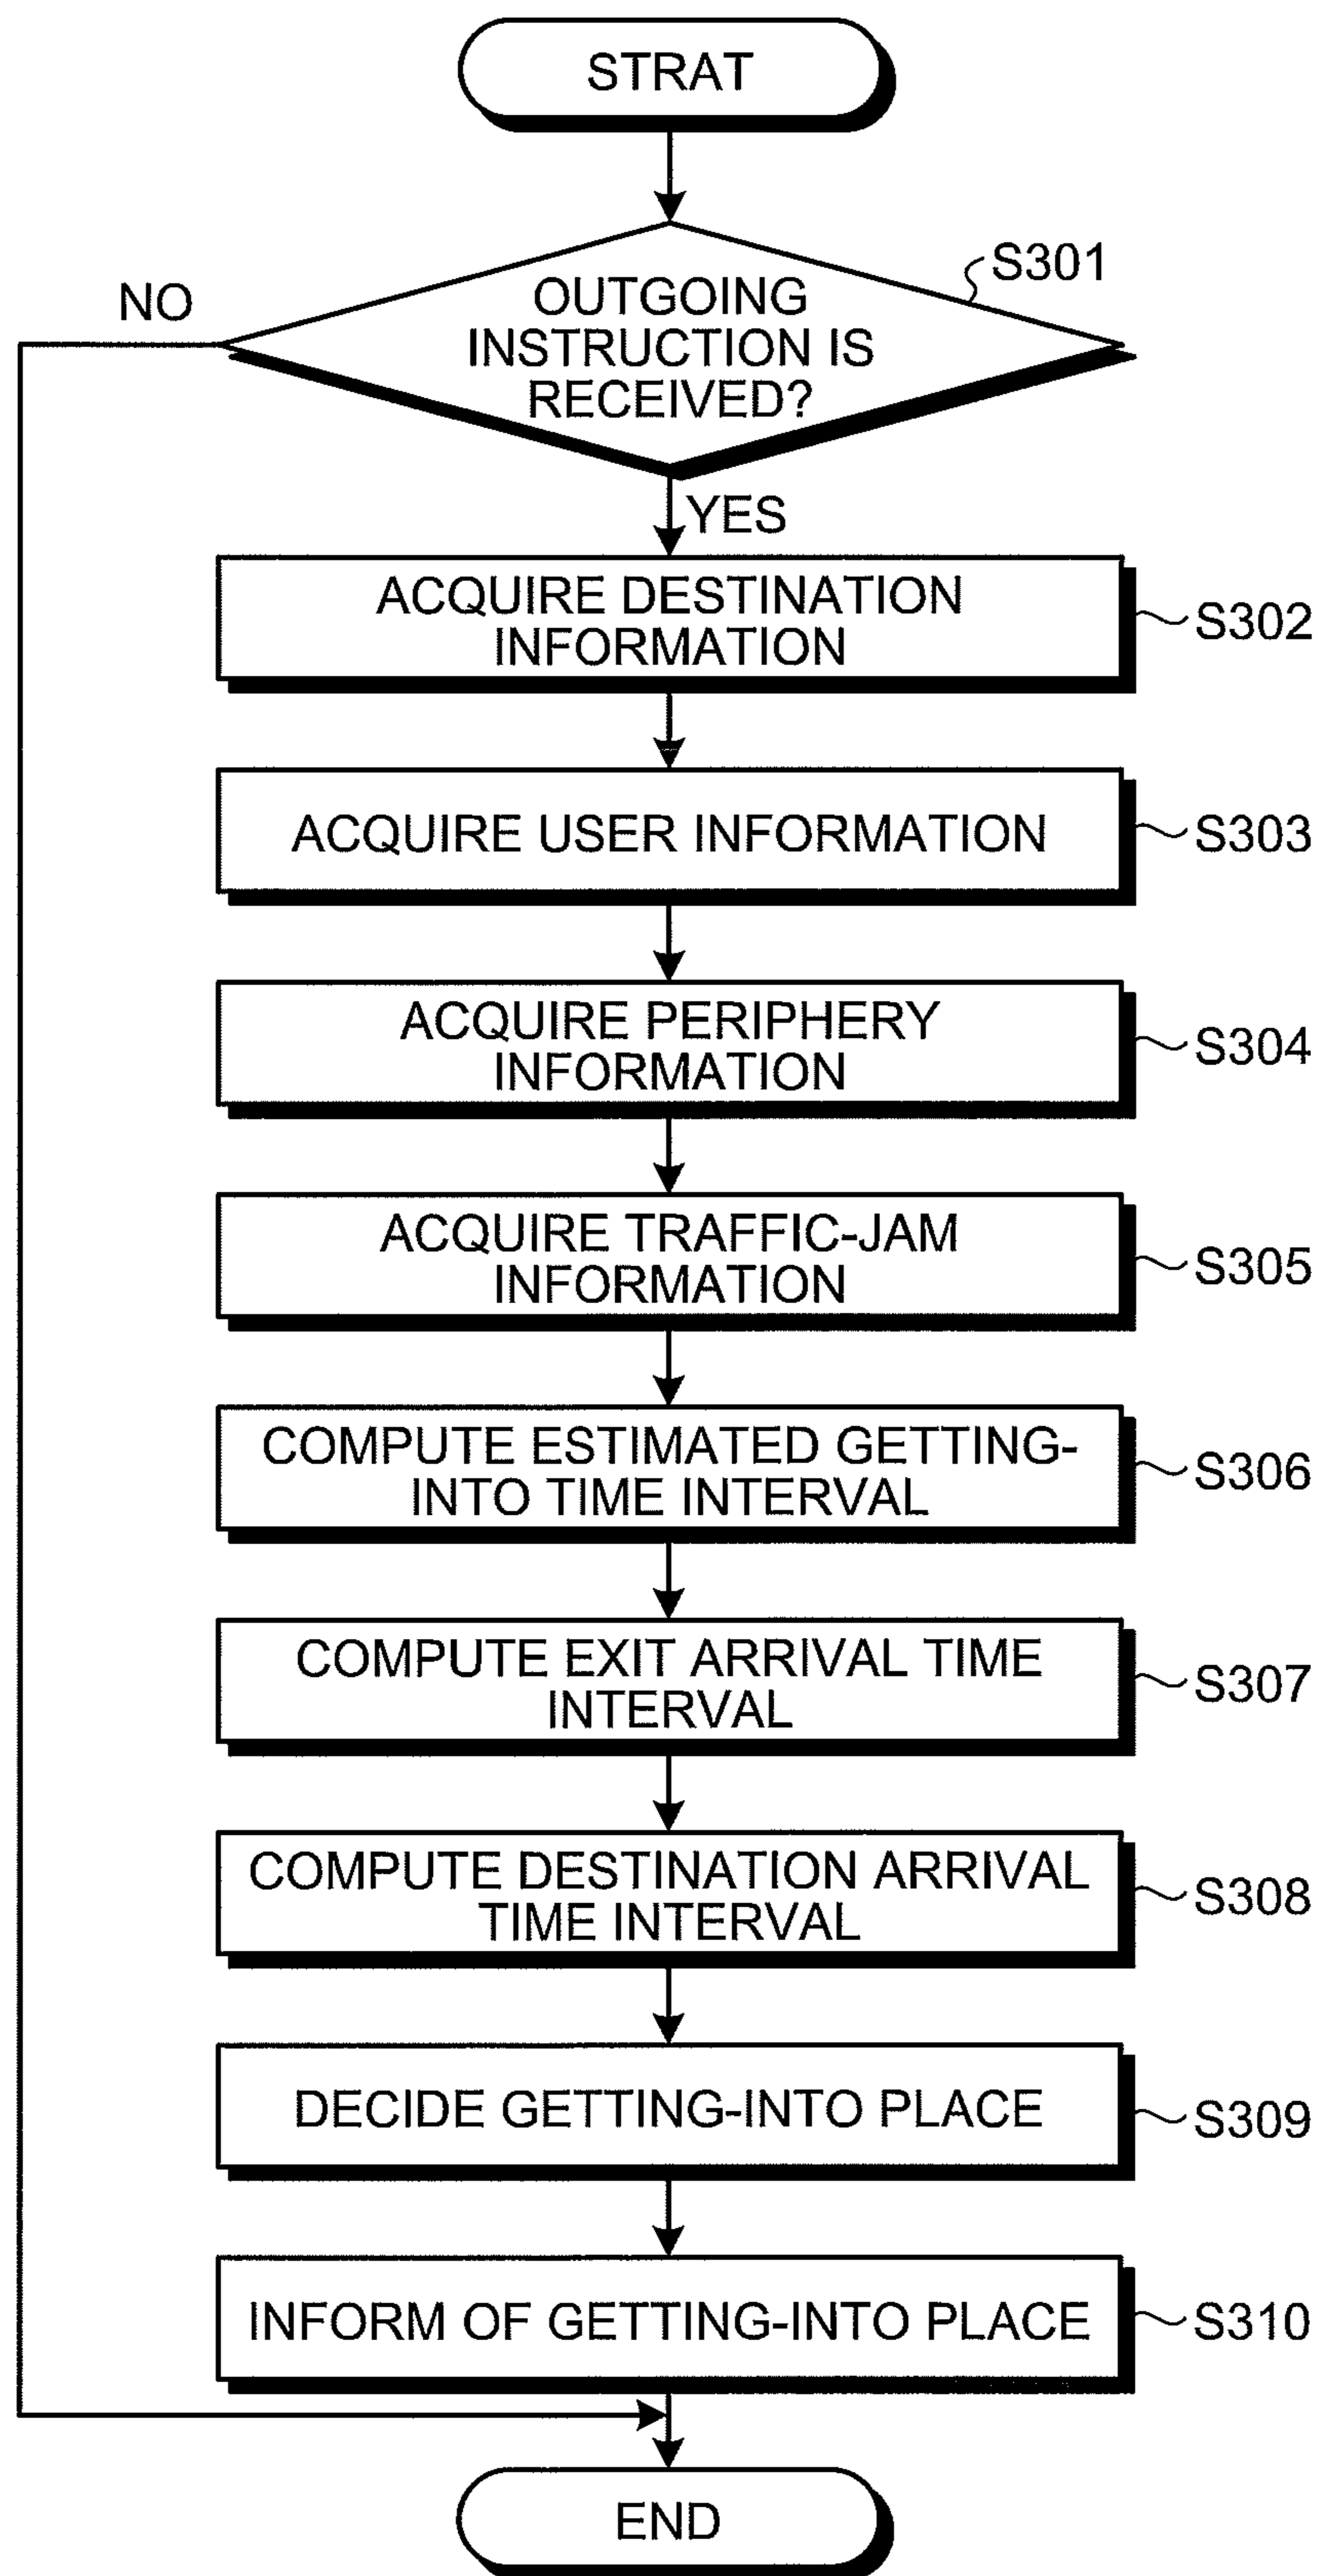 STRAT
S301
NO
OUTGOING
INSTRUCTION IS
RECEIVED?
YES
ACQUIRE DESTINATION
INFORMATION
S302
ACQUIRE USER INFORMATION
S303
ACQUIRE PERIPHERY
INFORMATION
S304
ACQUIRE TRAFFIC-JAM
INFORMATION
S305
COMPUTE ESTIMATED GETTING-
INTO TIME INTERVAL
S306
COMPUTE EXIT ARRIVAL TIME
INTERVAL
S307
COMPUTE DESTINATION ARRIVAL
TIME INTERVAL
S308
DECIDE GETTING-INTO PLACE
S309
INFORM OF GETTING-INTO PLACE
S310
END